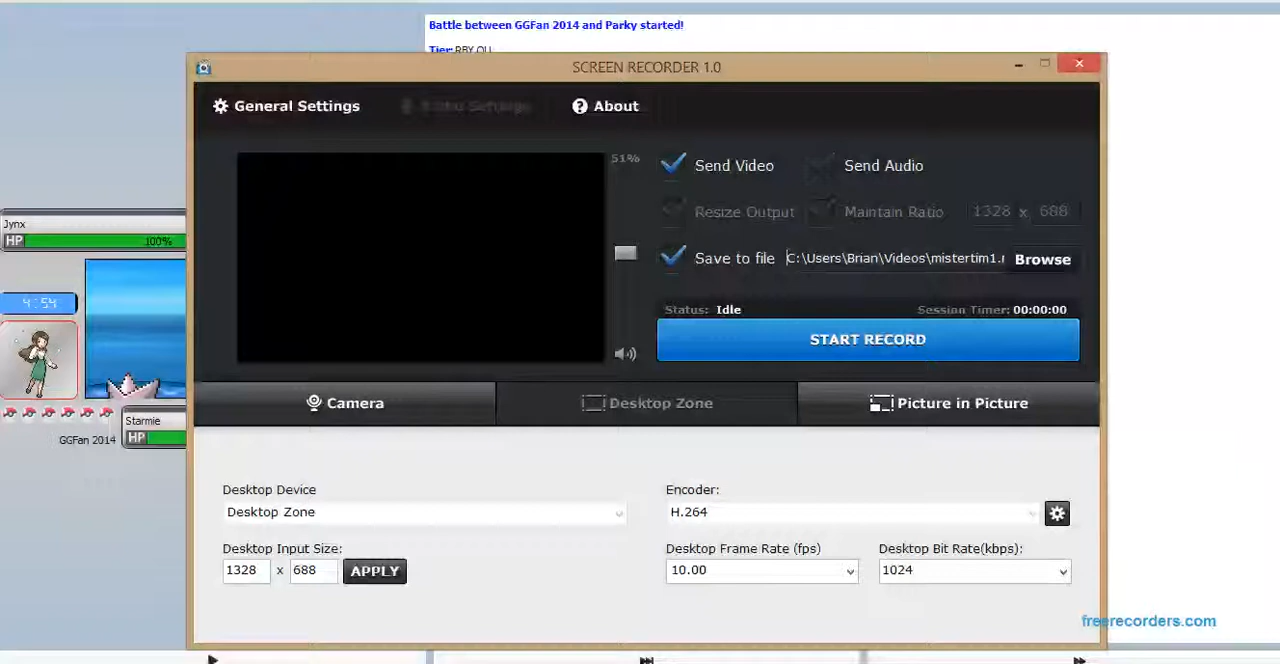 Battle between GGFan 2014 and Parky started!
Tier: RBY OU
SCREEN RECORDER 1.0
General Settings
About
51%
Send Video
Send Audio
Resize Output
Maintain Ratio
1328 x 688
Save to file
C:\Users\Brian\Videos\mistertim1.r
Browse
Status: Idle
Session Timer: 00:00:00
START RECORD
Camera
Desktop Zone
Picture in Picture
Desktop Device
Desktop Zone
Encoder:
H.264
Desktop Input Size:
1328 x 688 APPLY
Desktop Frame Rate (fps)
10.00
Desktop Bit Rate(kbps):
1024
freerecorders.com
Jynx
HP 100%
4:54
Starmie
HP
GGFan 2014